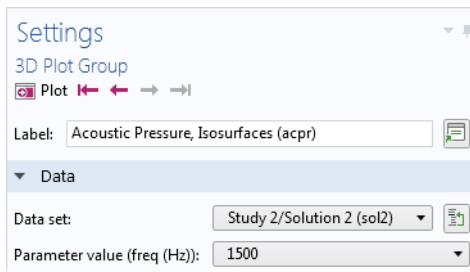 Settings
3D Plot Group
Plot
Label: Acoustic Pressure, Isosurfaces (acpr)
Data
Data set: Study 2/Solution 2 (sol2)
Parameter value (freq (Hz)): 1500